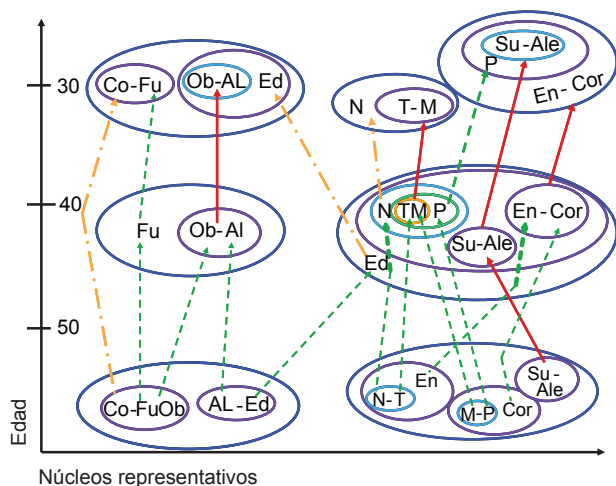 Su-Ale
P
En-Cor
30
Co-Fu
Ob-AL
Ed
N
T-M
40
N
TM
P
En-Cor
Fu
Ob-Al
Su-Ale
Ed
50
Co-FuOb
AL-Ed
N-T
En
M-P
Cor
Su-
Ale
Edad
Núcleos representativos